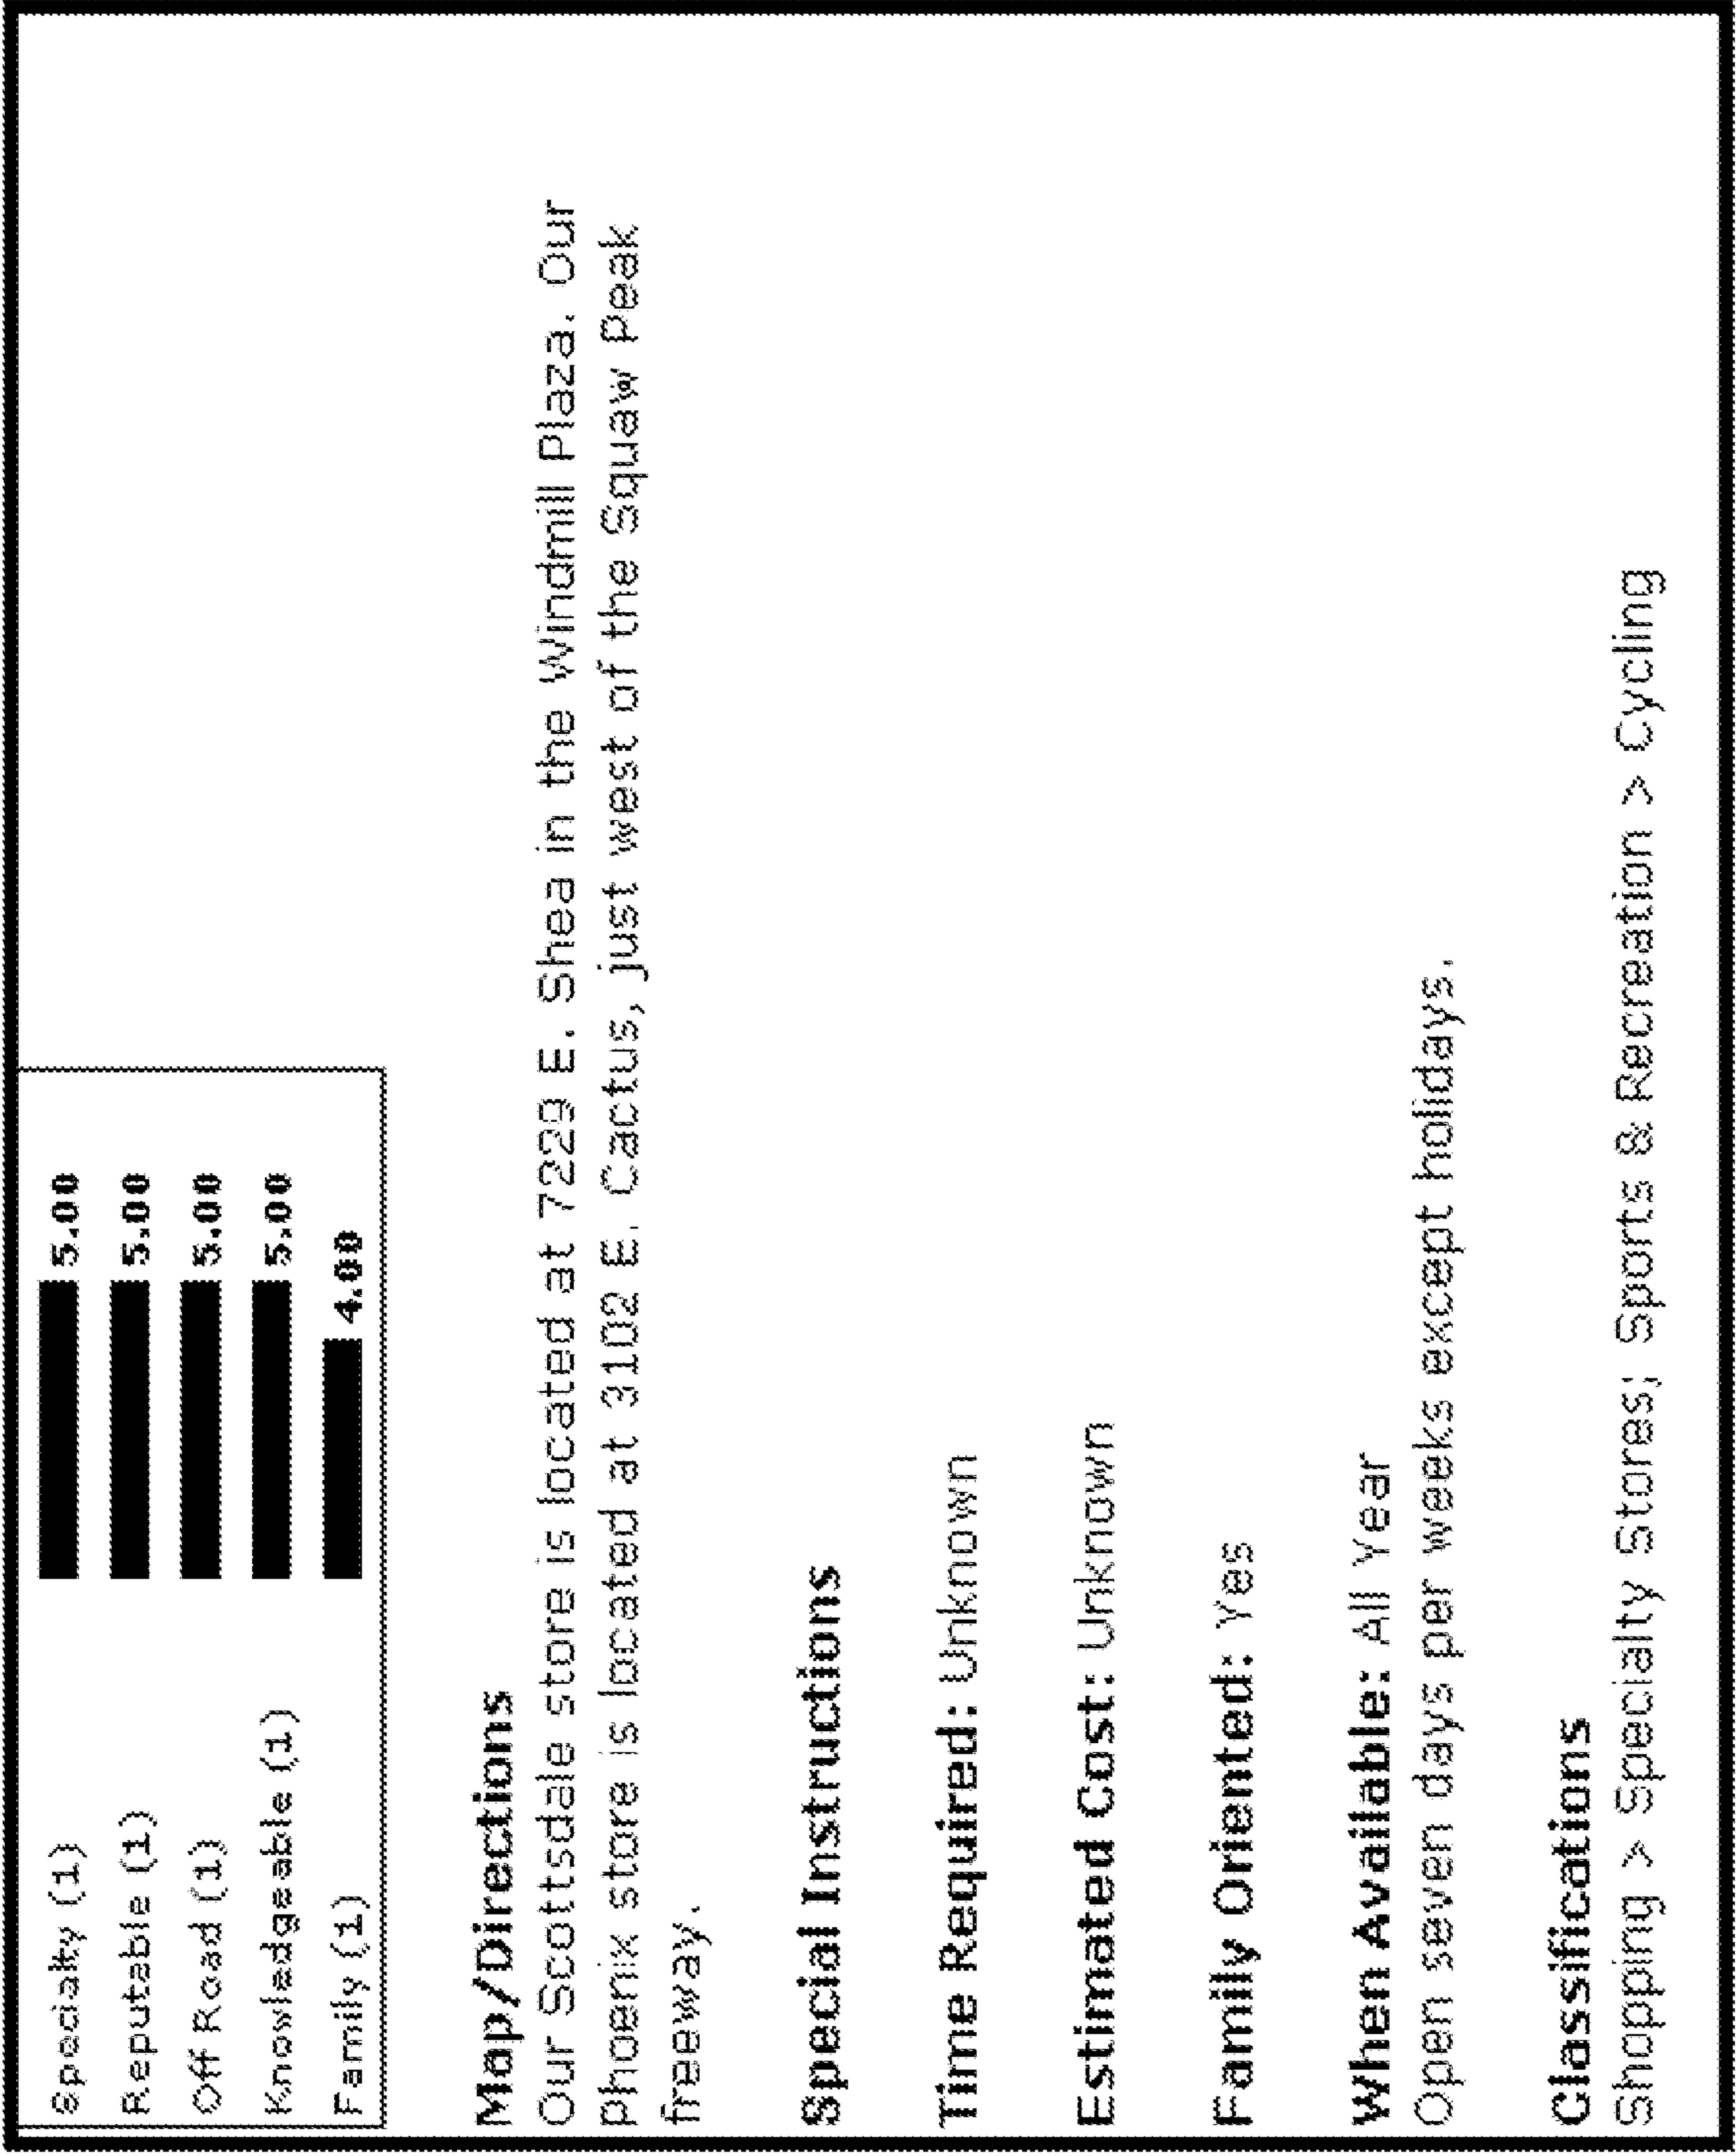 Specialty (1) 5.00
Reputable (1) 5.00
Off Road (1) 5.00
Knowledgeable (1) 5.00
Family (1) 4.00
Map/Directions
Our Scottsdale store is located at 7229 E. Shea in the Windmill Plaza. Our
Phoenix store is located at 3102 E. Cactus, just west of the Squaw Peak
freeway.
Special Instructions
Time Required: Unknown
Estimated Cost: Unknown
Family Oriented: Yes
When Available: All Year
Open seven days per weeks except holidays.
Classifications
Shopping > Specialty Stores; Sports & Recreation > Cycling